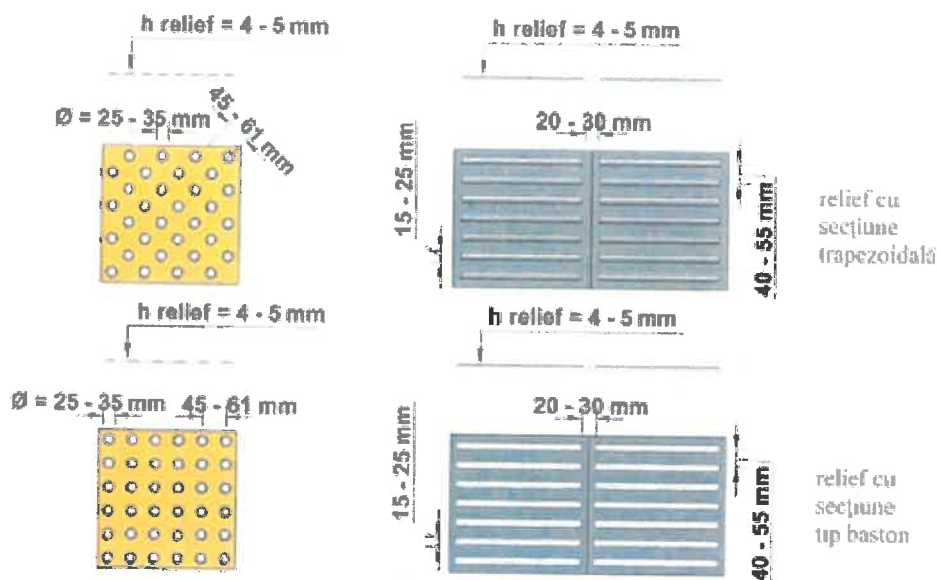 h relief = 4 - 5 mm
Ø = 25 - 35 mm
45 - 61 mm
h relief = 4 - 5 mm
20 - 30 mm
15 - 25 mm
40 - 55 mm
relief cu
secțiune
trapezoidală
h relief = 4 - 5 mm
Ø = 25 - 35 mm
45 - 61 mm
h relief = 4 - 5 mm
20 - 30 mm
15 - 25 mm
40 - 55 mm
relief cu
secțiune
tip baston